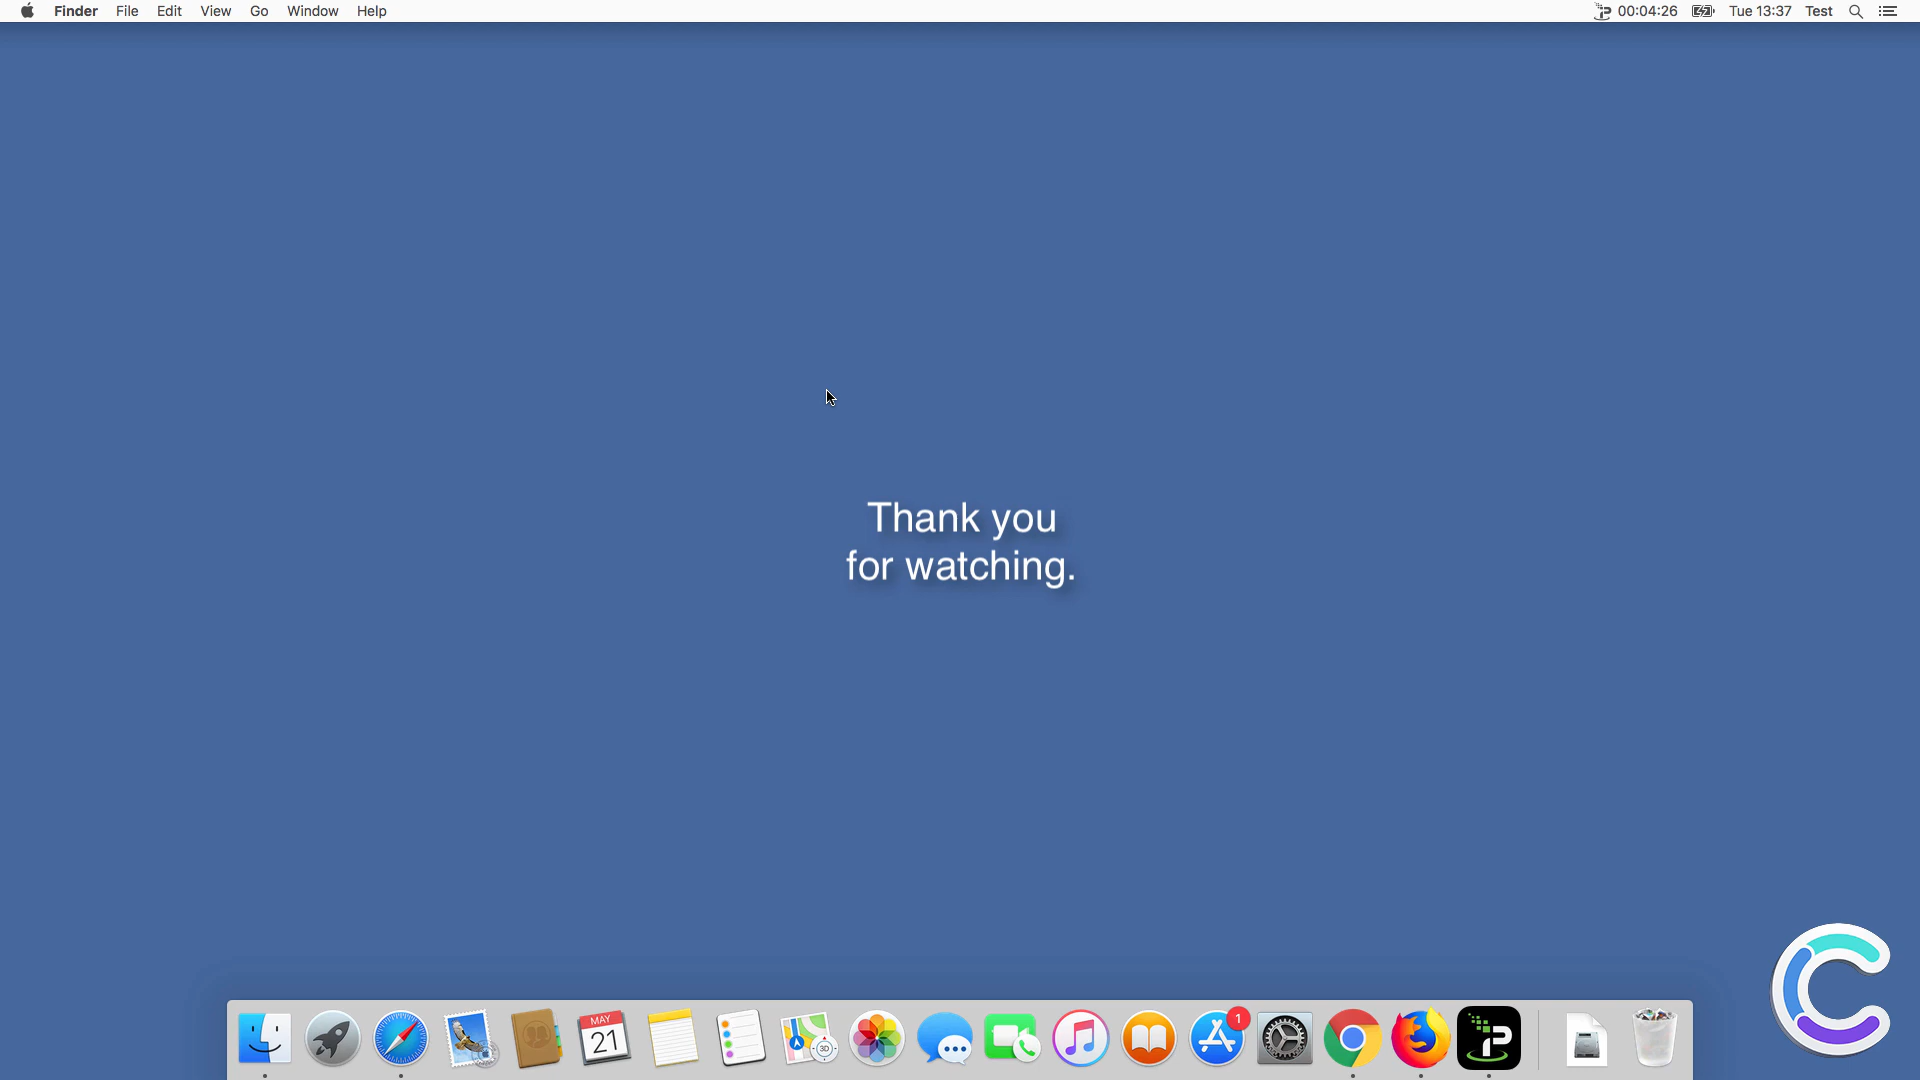 Finder File Edit View Go Window Help 00:04:26 Tue 13:37 Test
Thank you
for watching.
1
MAY
21
3D